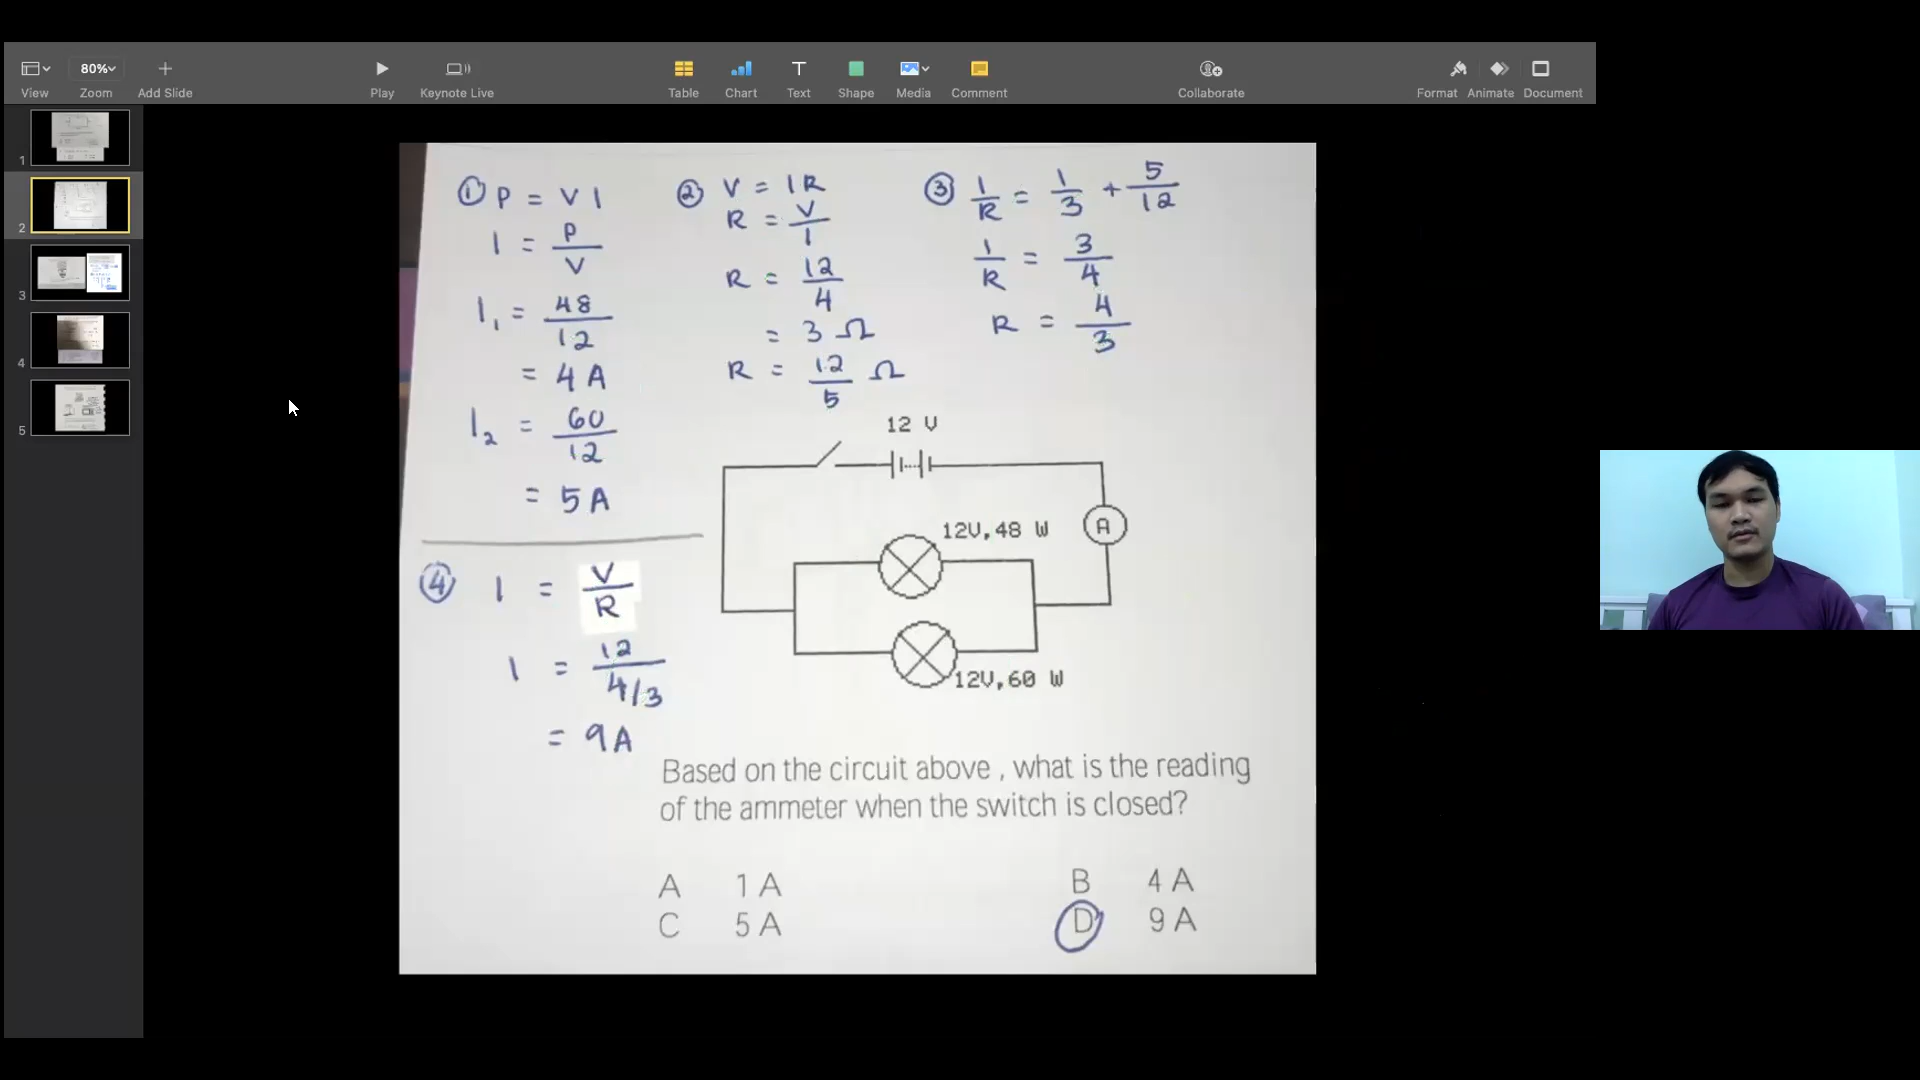 80%
View
Zoom
Add Slide
Play
Keynote Live
Table
Chart
Text
Shape
Media
Comment
Collaborate
Format
Animate
Document
1
2
3
4
5
① P = V I
I = P/V
I₁ = 48/12
= 4 A
I₂ = 60/12
= 5 A
② V = IR
R = V/I
R = 12/4
= 3 Ω
R = 12/5 Ω
③ 1/R = 1/3 + 5/12
1/R = 3/4
R = 4/3
④ I = V/R
I = 12/4/3
= 9A
12 V
12V,48 W
A
12V,60 W
Based on the circuit above , what is the reading
of the ammeter when the switch is closed?
A 1 A
B 4 A
C 5 A
D 9 A